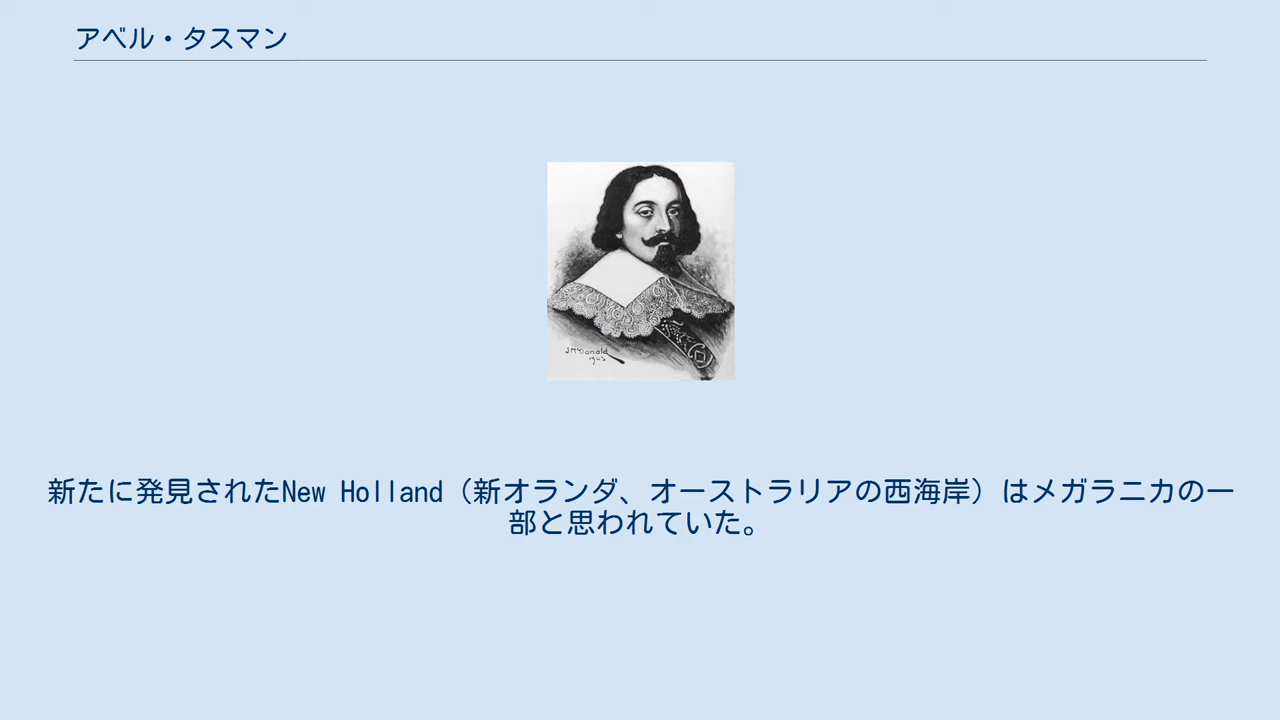 アベル・タスマン
新たに発見されたNew Holland（新オランダ、オーストラリアの西海岸）はメガラニカの一
部と思われていた。